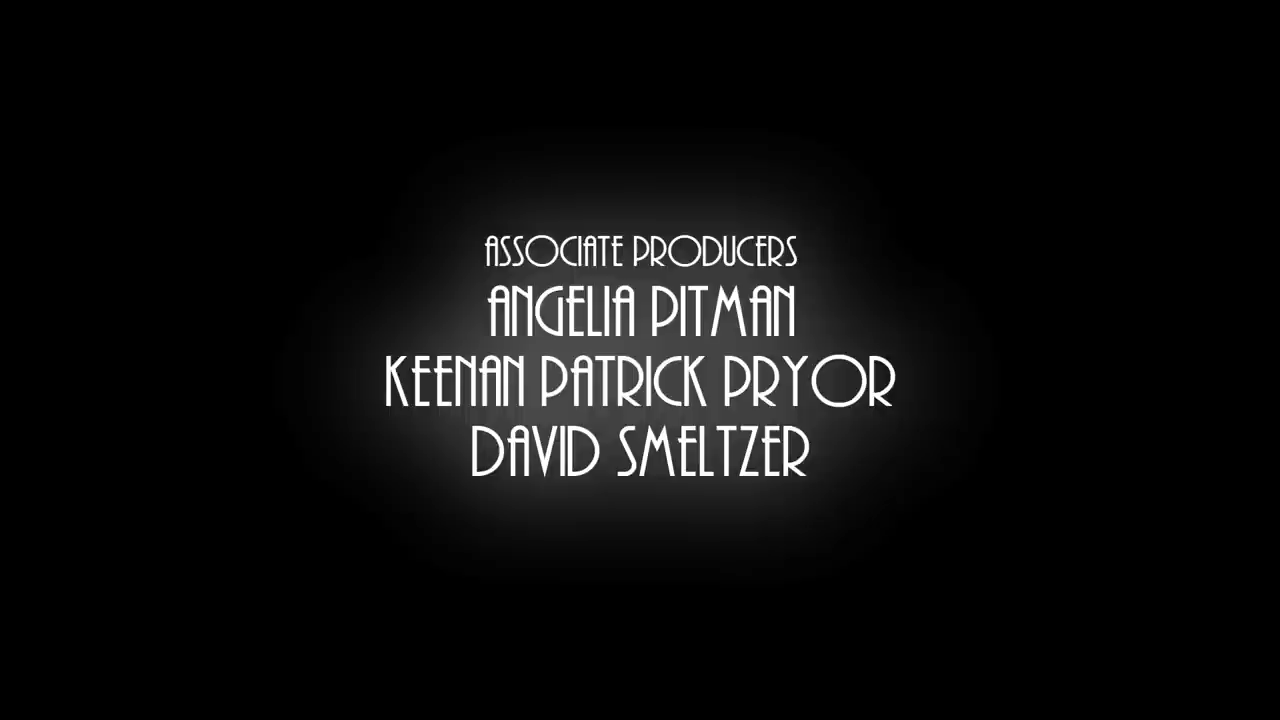 ASSOCIATE PRODUCERS
ANGELIA PITMAN
KEENAN PATRICK PRYOR
DAVID SMELTZER